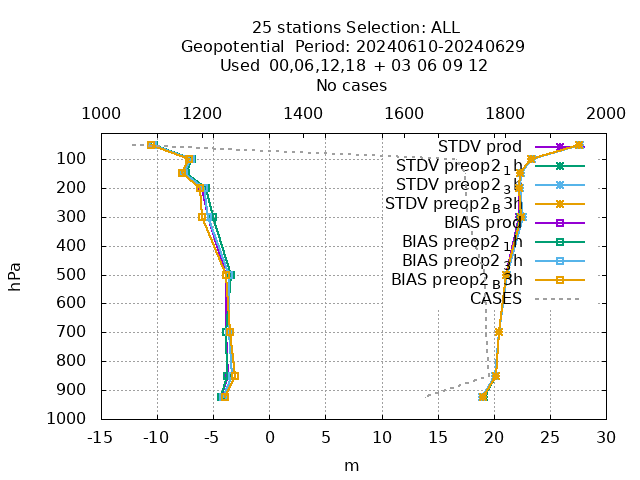 25 stations Selection: ALL
Geopotential Period: 20240610-20240629
Used 00,06,12,18 + 03 06 09 12
No cases
1000 1200 1400 1600 1800 2000
STDV prod
STDV preop2_1h
STDV preop2_3h
STDV preop2_B3h
BIAS prod
BIAS preop2_1h
BIAS preop2_3h
BIAS preop2_B3h
CASES
100
200
300
400
500
600
700
800
900
1000
hPa
-15 -10 -5 0 5 10 15 20 25 30
m